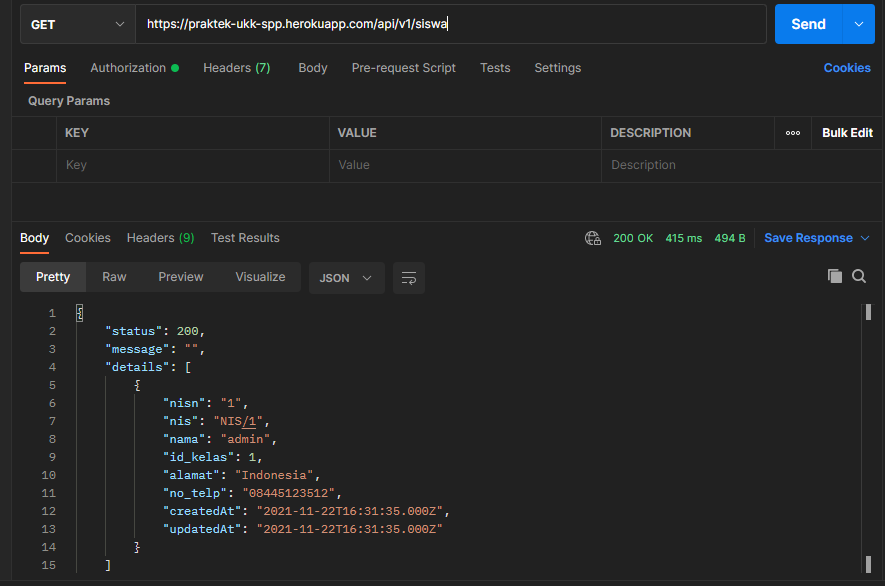 GET https://praktek-ukk-spp.herokuapp.com/api/v1/siswa Send
Params Authorization Headers (7) Body Pre-request Script Tests Settings Cookies
Query Params
KEY VALUE DESCRIPTION ooo Bulk Edit
Key Value Description
Body Cookies Headers (9) Test Results 200 OK 415 ms 494 B Save Response
Pretty Raw Preview Visualize JSON
1 {
2 "status": 200,
3 "message": "",
4 "details": [
5 {
6 "nisn": "1",
7 "nis": "NIS/1",
8 "nama": "admin",
9 "id_kelas": 1,
10 "alamat": "Indonesia",
11 "no_telp": "08445123512",
12 "createdAt": "2021-11-22T16:31:35.000Z",
13 "updatedAt": "2021-11-22T16:31:35.000Z"
14 }
15 ]